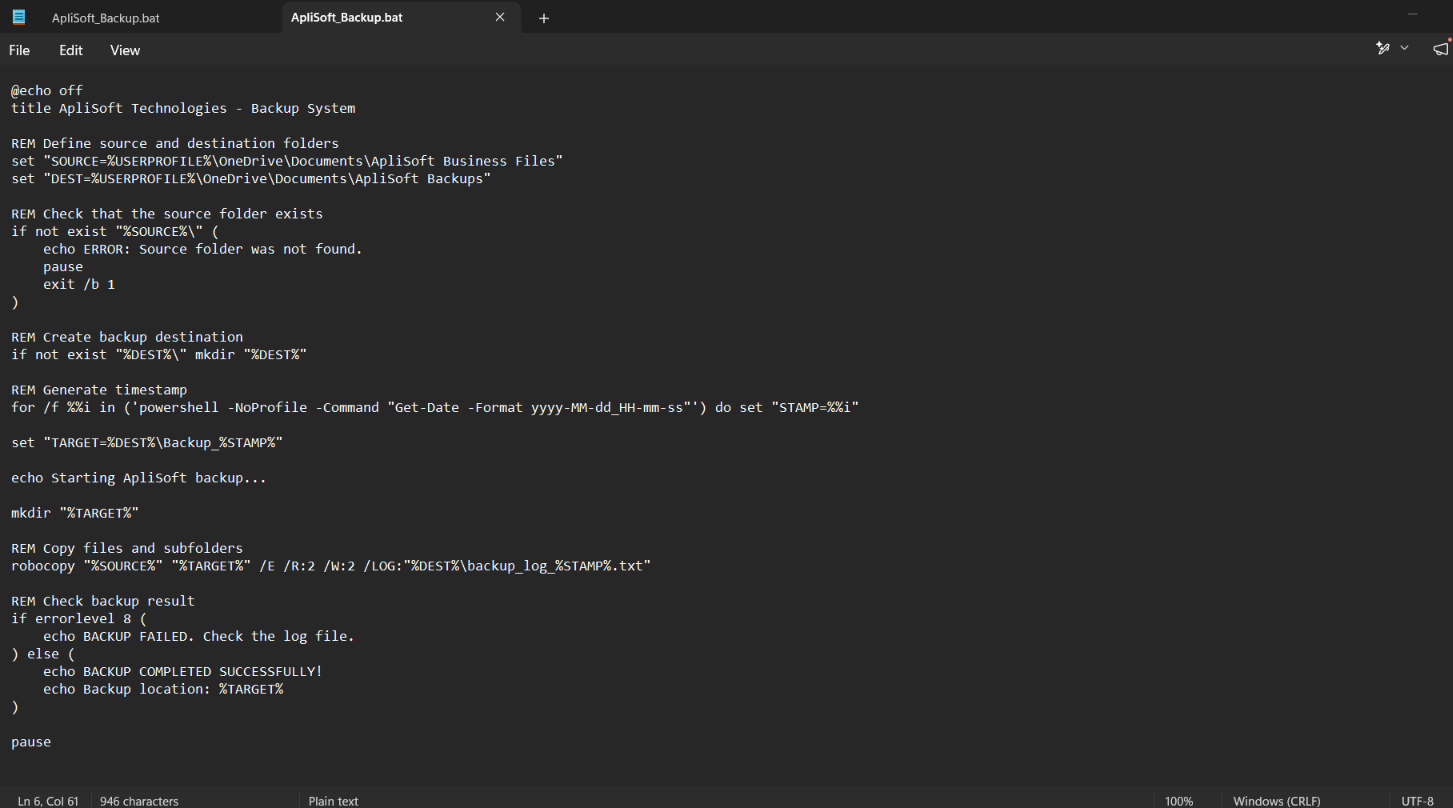 ApliSoft_Backup.bat
ApliSoft_Backup.bat
File Edit View
@echo off
title ApliSoft Technologies - Backup System
REM Define source and destination folders
set "SOURCE=%USERPROFILE%\OneDrive\Documents\ApliSoft Business Files"
set "DEST=%USERPROFILE%\OneDrive\Documents\ApliSoft Backups"
REM Check that the source folder exists
if not exist "%SOURCE%\" (
    echo ERROR: Source folder was not found.
    pause
    exit /b 1
)
REM Create backup destination
if not exist "%DEST%\" mkdir "%DEST%"
REM Generate timestamp
for /f %%i in ('powershell -NoProfile -Command "Get-Date -Format yyyy-MM-dd_HH-mm-ss"') do set "STAMP=%%i"
set "TARGET=%DEST%\Backup_%STAMP%"
echo Starting ApliSoft backup...
mkdir "%TARGET%"
REM Copy files and subfolders
robocopy "%SOURCE%" "%TARGET%" /E /R:2 /W:2 /LOG:"%DEST%\backup_log_%STAMP%.txt"
REM Check backup result
if errorlevel 8 (
    echo BACKUP FAILED. Check the log file.
) else (
    echo BACKUP COMPLETED SUCCESSFULLY!
    echo Backup location: %TARGET%
)
pause
Ln 6, Col 61 946 characters Plain text 100% Windows (CRLF) UTF-8